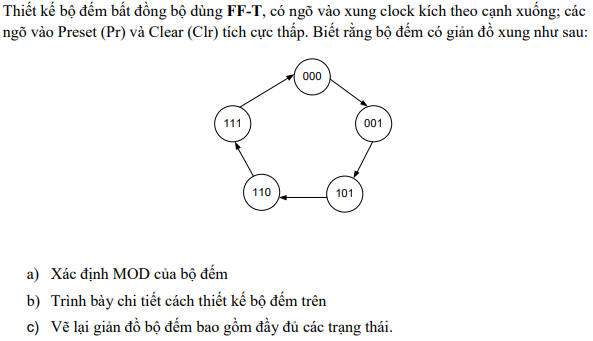 Thiết kế bộ đếm bất đồng bộ dùng FF-T, có ngõ vào xung clock kích theo cạnh xuống; các
ngõ vào Preset (Pr) và Clear (Clr) tích cực thấp. Biết rằng bộ đếm có giản đồ xung như sau:
000
111
001
110
101
a) Xác định MOD của bộ đếm
b) Trình bày chi tiết cách thiết kế bộ đếm trên
c) Vẽ lại giản đồ bộ đếm bao gồm đầy đủ các trạng thái.